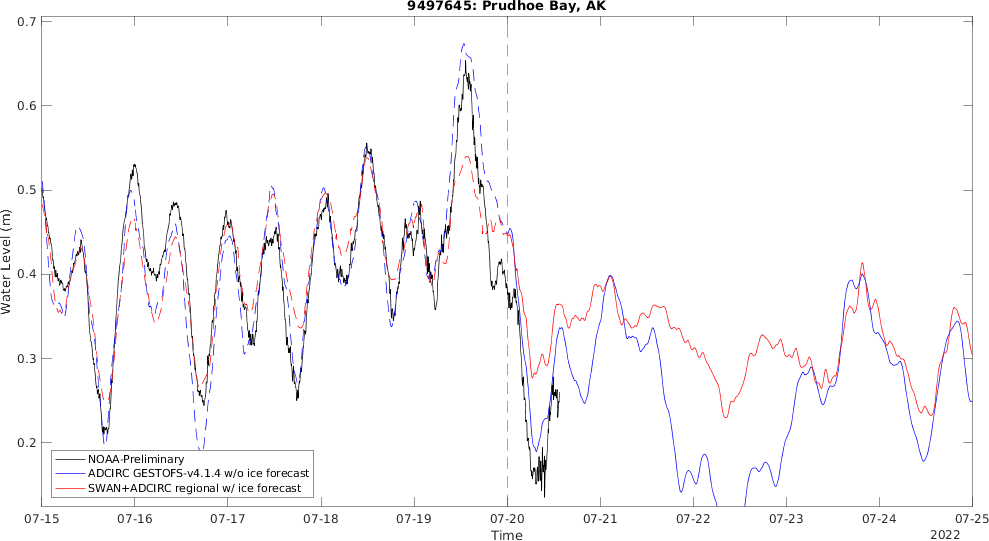 9497645: Prudhoe Bay, AK
0.7
0.6
0.5
0.4
0.3
0.2
Water Level (m)
NOAA-Preliminary
ADCIRC GESTOFS-v4.1.4 w/o ice forecast
SWAN+ADCIRC regional w/ ice forecast
07-15 07-16 07-17 07-18 07-19 07-20 07-21 07-22 07-23 07-24 07-25
Time
2022